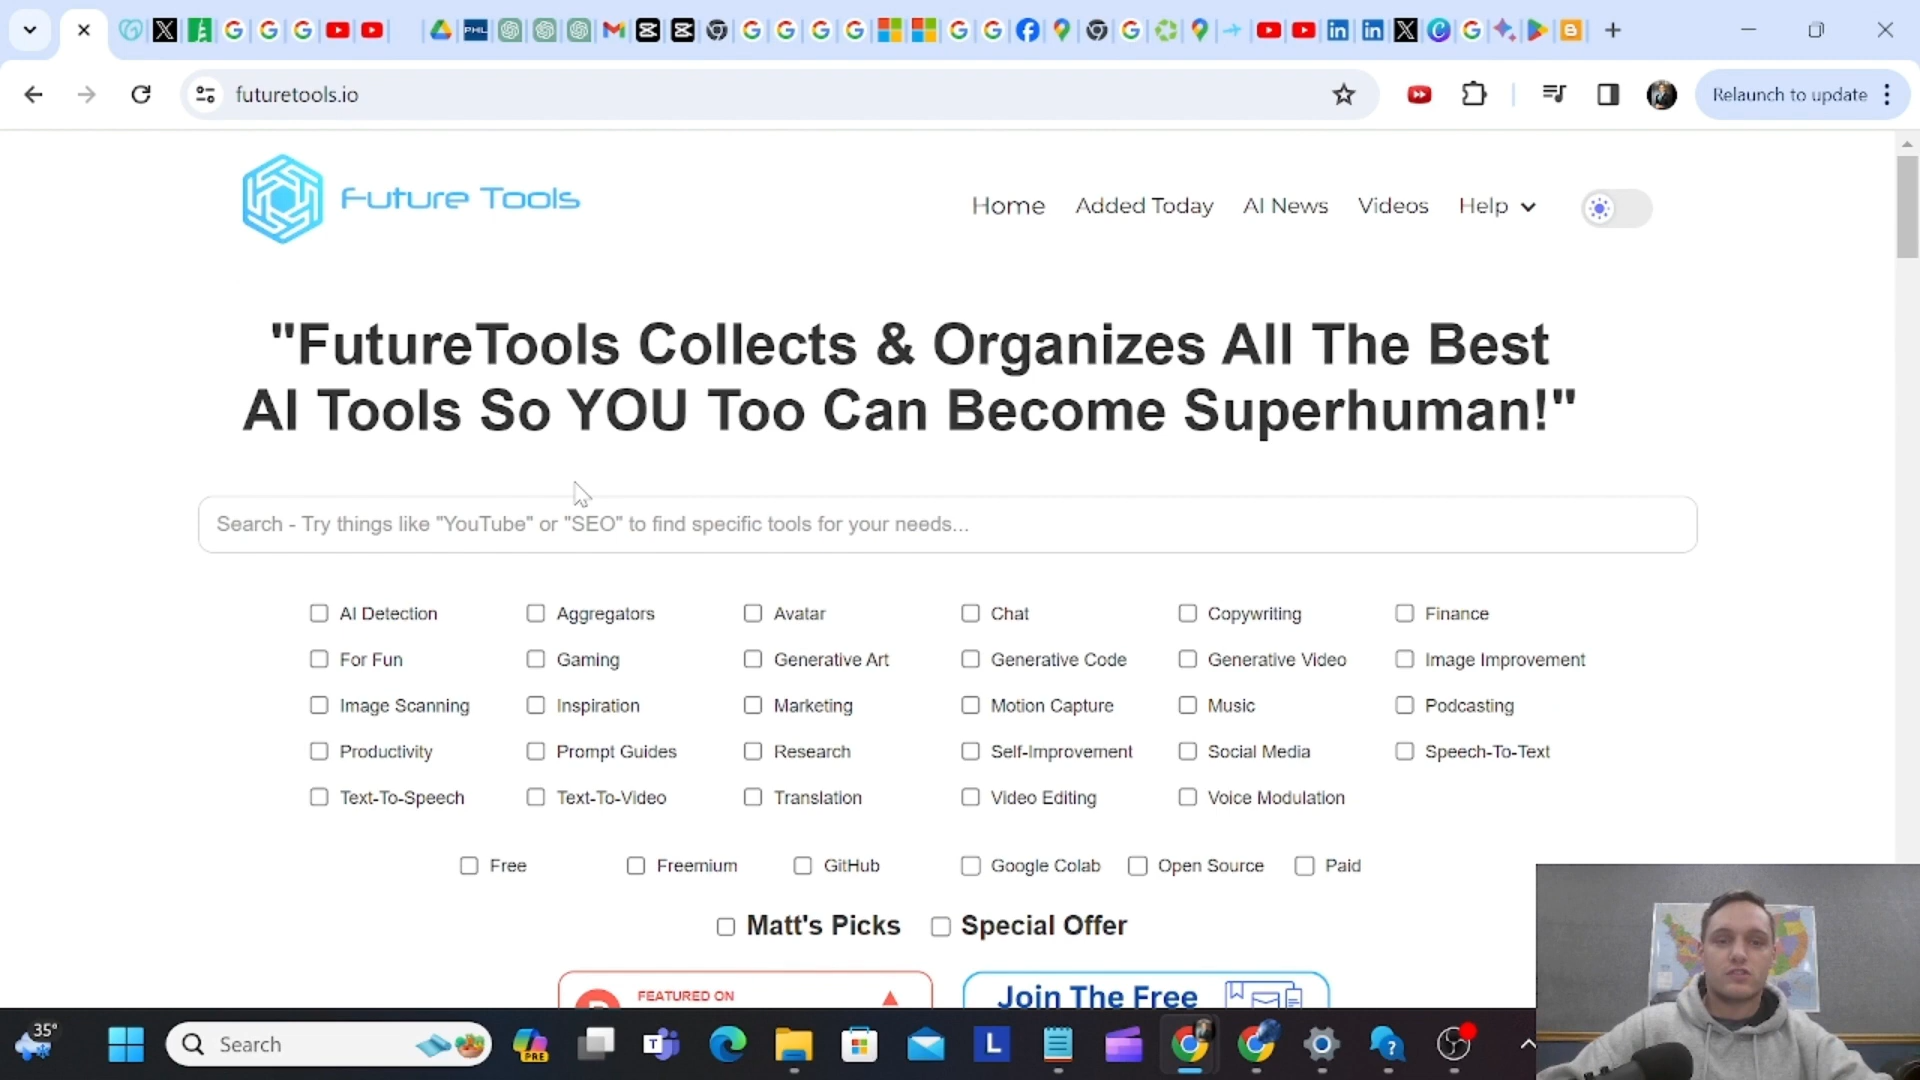 PHL
futuretools.io
Relaunch to update
Future Tools
Home
Added Today
AI News
Videos
Help
"FutureTools Collects & Organizes All The Best
AI Tools So YOU Too Can Become Superhuman!"
Search - Try things like "YouTube" or "SEO" to find specific tools for your needs...
AI Detection
Aggregators
Avatar
Chat
Copywriting
Finance
For Fun
Gaming
Generative Art
Generative Code
Generative Video
Image Improvement
Image Scanning
Inspiration
Marketing
Motion Capture
Music
Podcasting
Productivity
Prompt Guides
Research
Self-Improvement
Social Media
Speech-To-Text
Text-To-Speech
Text-To-Video
Translation
Video Editing
Voice Modulation
Free
Freemium
GitHub
Google Colab
Open Source
Paid
Matt's Picks
Special Offer
FEATURED ON
Join The Free
35°
Search
PRE
L